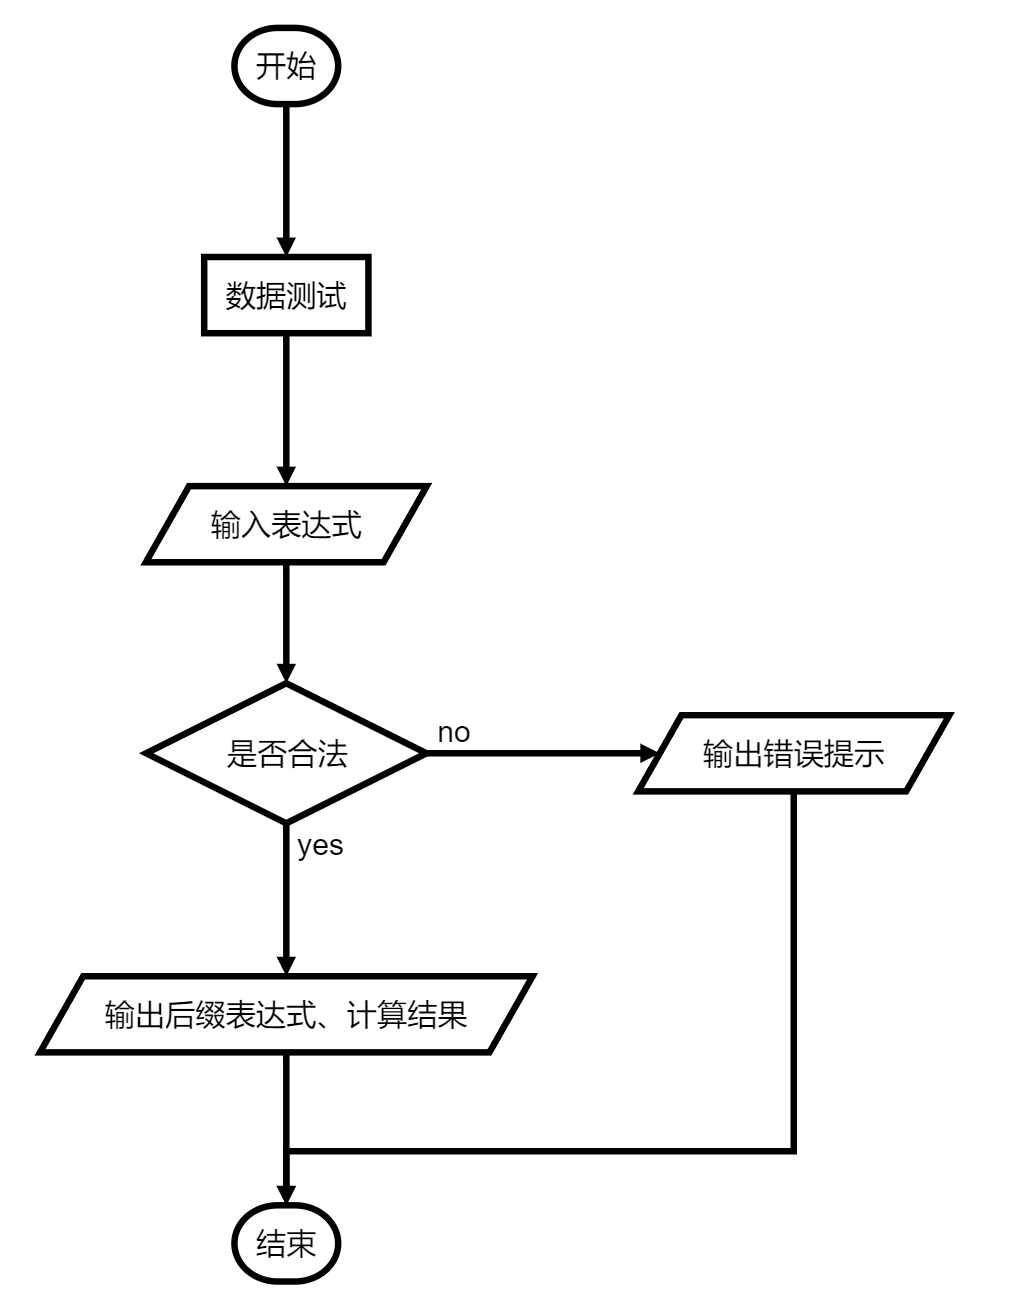 开始
数据测试
输入表达式
是否合法
no
输出错误提示
yes
输出后缀表达式、计算结果
结束